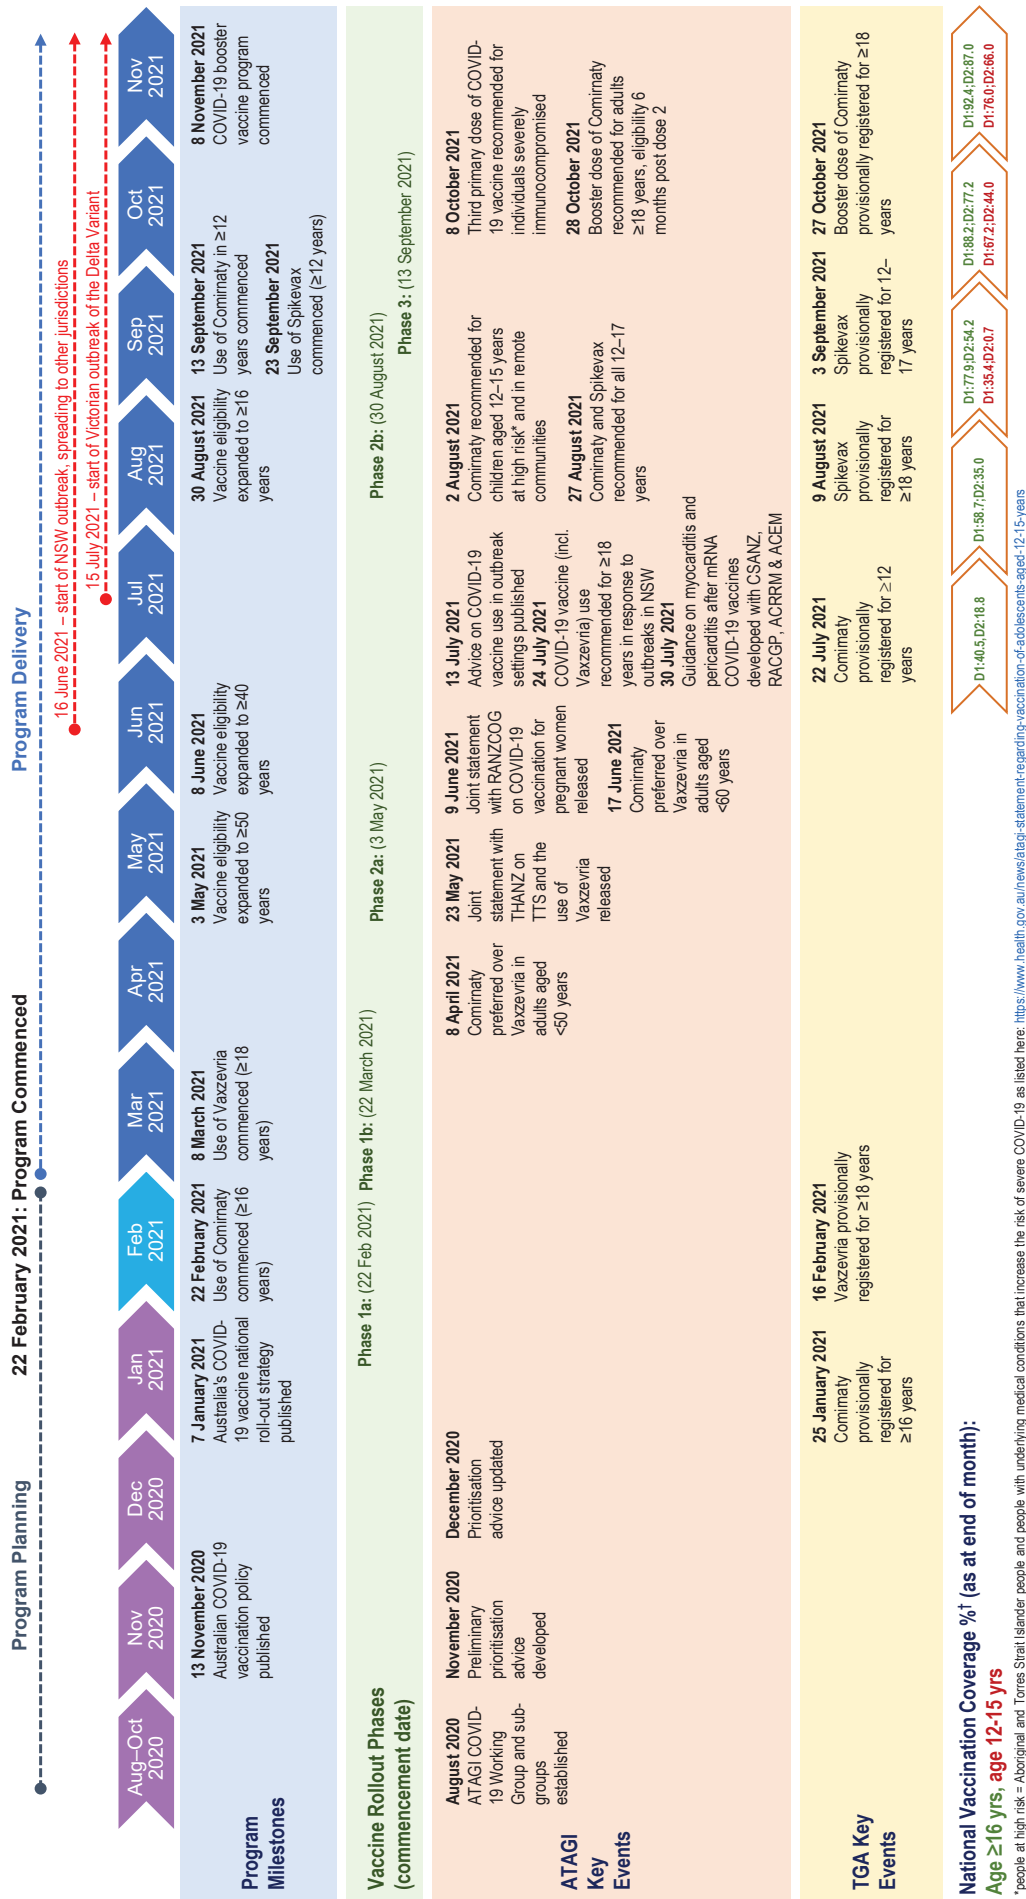 Program Planning
22 February 2021: Program Commenced
Program Delivery
16 June 2021 – start of NSW outbreak, spreading to other jurisdictions
15 July 2021 – start of Victorian outbreak of the Delta Variant
Aug–Oct
2020
Nov
2020
Dec
2020
Jan
2021
Feb
2021
Mar
2021
Apr
2021
May
2021
Jun
2021
Jul
2021
Aug
2021
Sep
2021
Oct
2021
Nov
2021
Program
Milestones
13 November 2020
Australian COVID-19
vaccination policy
published
7 January 2021
Australia's COVID-
19 vaccine national
roll-out strategy
published
22 February 2021
Use of Comirnaty
commenced (≥16
years)
8 March 2021
Use of Vaxzevria
commenced (≥18
years)
3 May 2021
Vaccine eligibility
expanded to ≥50
years
8 June 2021
Vaccine eligibility
expanded to ≥40
years
30 August 2021
Vaccine eligibility
expanded to ≥16
years
13 September 2021
Use of Comirnaty in ≥12
years commenced
23 September 2021
Use of Spikevax
commenced (≥12 years)
8 November 2021
COVID-19 booster
vaccine program
commenced
Vaccine Rollout Phases
(commencement date)
Phase 1a: (22 Feb 2021)
Phase 1b: (22 March 2021)
Phase 2a: (3 May 2021)
Phase 2b: (30 August 2021)
Phase 3: (13 September 2021)
ATAGI
Key
Events
August 2020
ATAGI COVID-
19 Working
Group and sub-
groups
established
November 2020
Preliminary
prioritisation
advice
developed
December 2020
Prioritisation
advice updated
8 April 2021
Comirnaty
preferred over
Vaxzevria in
adults aged
<50 years
23 May 2021
Joint
statement with
THANZ on
TTS and the
use of
Vaxzevria
released
9 June 2021
Joint statement
with RANZCOG
on COVID-19
vaccination for
pregnant women
released
17 June 2021
Comirnaty
preferred over
Vaxzevria in
adults aged
<60 years
13 July 2021
Advice on COVID-19
vaccine use in outbreak
settings published
24 July 2021
COVID-19 vaccine (incl.
Vaxzevria) use
recommended for ≥18
years in response to
outbreaks in NSW
30 July 2021
Guidance on myocarditis and
pericarditis after mRNA
COVID-19 vaccines
developed with CSANZ,
RACGP, ACRRM & ACEM
2 August 2021
Comirnaty recommended for
children aged 12–15 years
at high risk* and in remote
communities
27 August 2021
Comirnaty and Spikevax
recommended for all 12–17
years
8 October 2021
Third primary dose of COVID-
19 vaccine recommended for
individuals severely
immunocompromised
28 October 2021
Booster dose of Comirnaty
recommended for adults
≥18 years, eligibility 6
months post dose 2
TGA Key
Events
25 January 2021
Comirnaty
provisionally
registered for
≥16 years
16 February 2021
Vaxzevria provisionally
registered for ≥18 years
22 July 2021
Comirnaty
provisionally
registered for ≥12
years
9 August 2021
Spikevax
provisionally
registered for
≥18 years
3 September 2021
Spikevax
provisionally
registered for 12–
17 years
27 October 2021
Booster dose of Comirnaty
provisionally registered for ≥18
years
National Vaccination Coverage %† (as at end of month):
Age ≥16 yrs, age 12-15 yrs
D1:40.5,D2:18.8
D1:58.7;D2:35.0
D1:77.9;D2:54.2
D1:35.4;D2:0.7
D1:88.2;D2:77.2
D1:67.2;D2:44.0
D1:92.4;D2:87.0
D1:76.0;D2:66.0
*people at high risk = Aboriginal and Torres Strait Islander people and people with underlying medical conditions that increase the risk of severe COVID-19 as listed here: https://www.health.gov.au/news/atagi-statement-regarding-vaccination-of-adolescents-aged-12-15-years